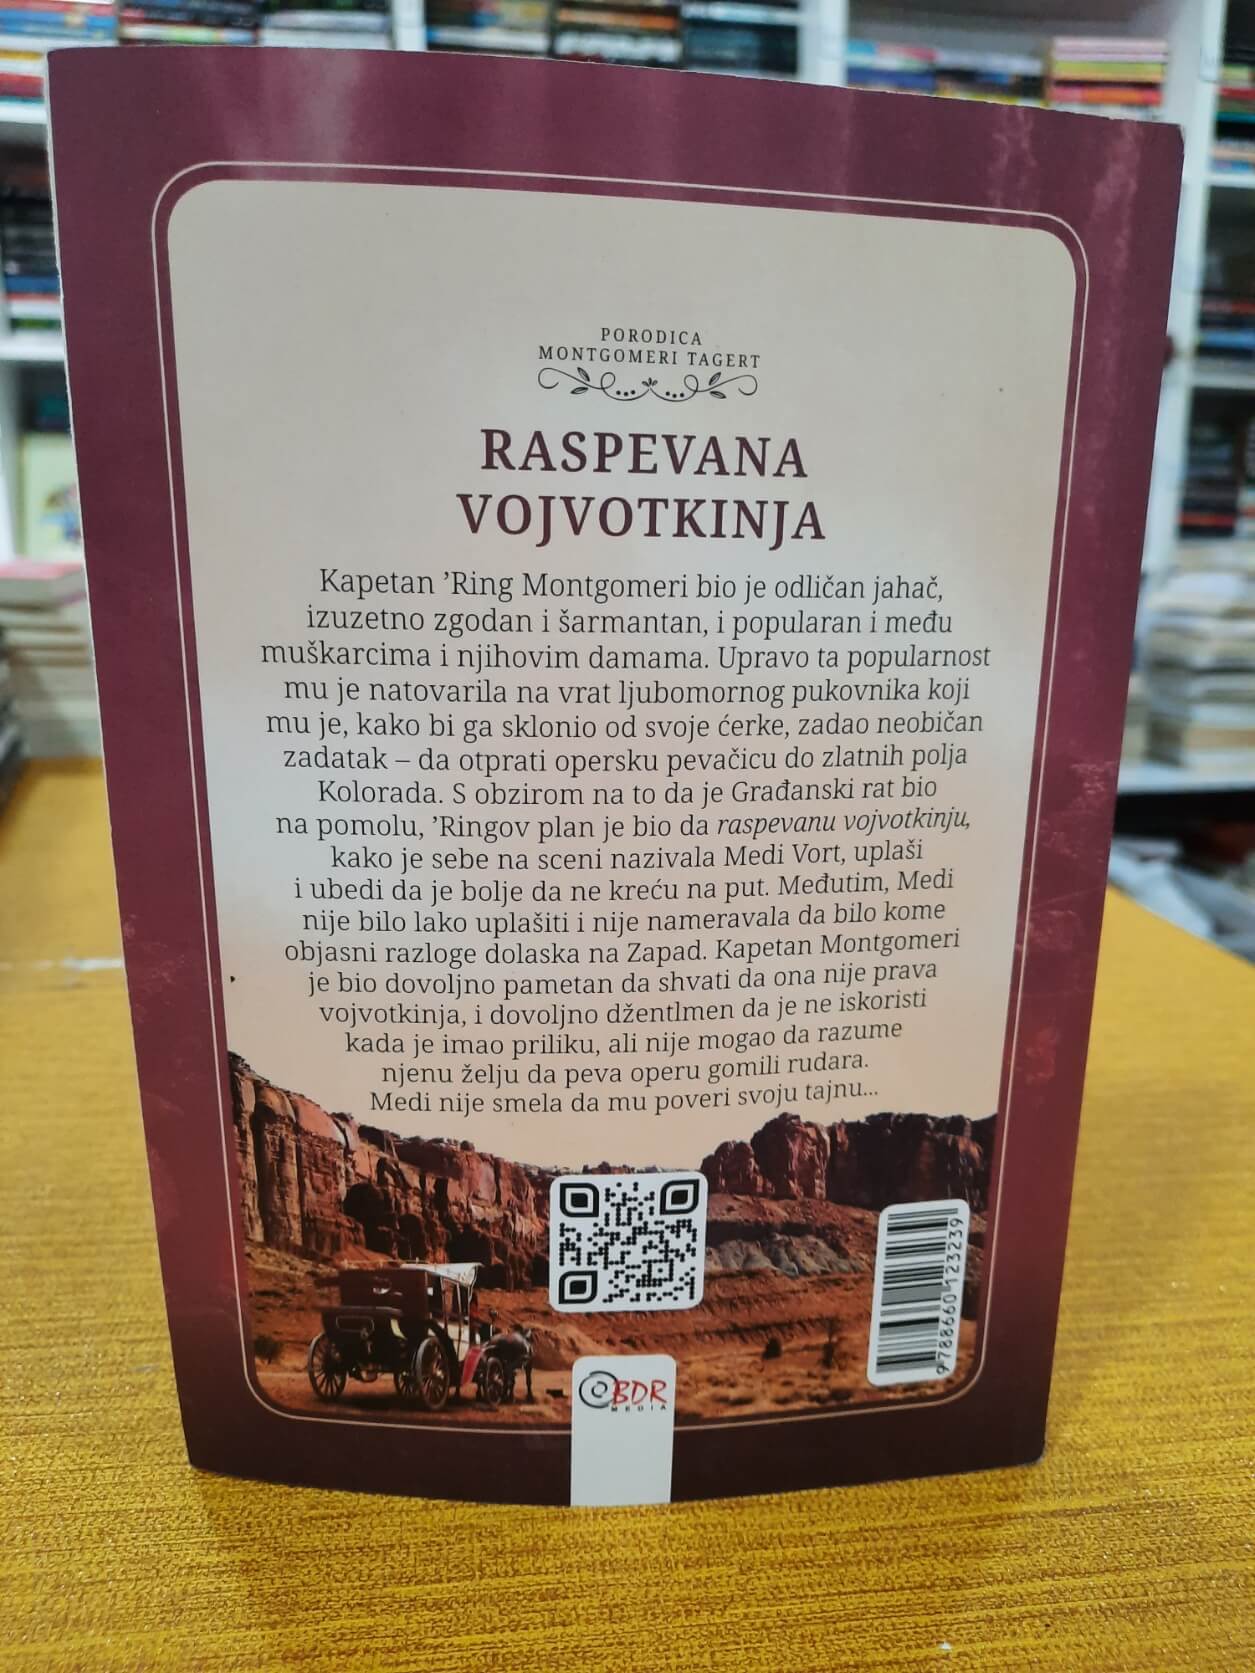 PORODICA
MONTGOMERI TAGERT
RASPEVANA
VOJVOTKINJA
Kapetan ’Ring Montgomeri bio je odličan jahač,
izuzetno zgodan i šarmantan, i popularan i među
muškarcima i njihovim damama. Upravo ta popularnost
mu je natovarila na vrat ljubomornog pukovnika koji
mu je, kako bi ga sklonio od svoje ćerke, zadao neobičan
zadatak – da otprati opersku pevačicu do zlatnih polja
Kolorada. S obzirom na to da je Građanski rat bio
na pomolu, ’Ringov plan je bio da raspevanu vojvotkinju,
kako je sebe na sceni nazivala Medi Vort, uplaši
i ubedi da je bolje da ne kreću na put. Međutim, Medi
nije bilo lako uplašiti i nije nameravala da bilo kome
objasni razloge dolaska na Zapad. Kapetan Montgomeri
je bio dovoljno pametan da shvati da ona nije prava
vojvotkinja, i dovoljno džentlmen da je ne iskoristi
kada je imao priliku, ali nije mogao da razume
njenu želju da peva operu gomili rudara.
Medi nije smela da mu poveri svoju tajnu...
9788660123239
BDR
MEDIA